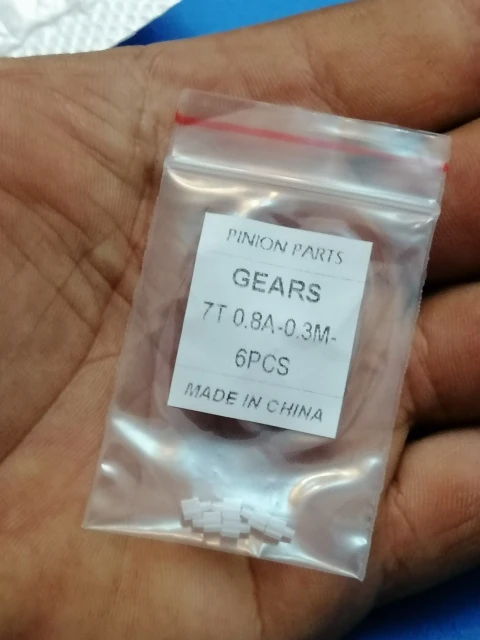 PINION PARTS
GEARS
7T 0.8A-0.3M-
6PCS
MADE IN CHINA